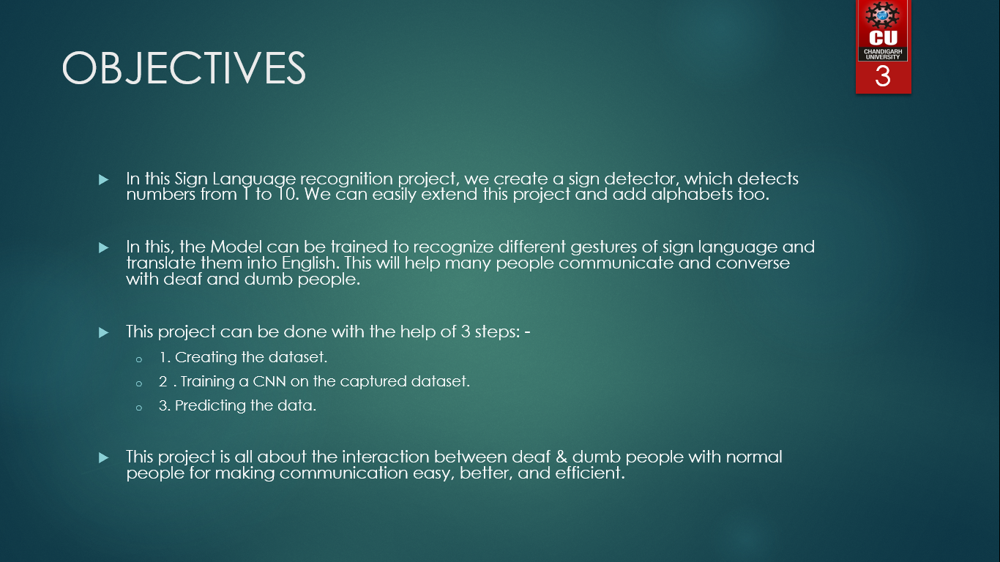 CU
CHANDIGARH
UNIVERSITY
3
OBJECTIVES
In this Sign Language recognition project, we create a sign detector, which detects
numbers from 1 to 10. We can easily extend this project and add alphabets too.
In this, the Model can be trained to recognize different gestures of sign language and
translate them into English. This will help many people communicate and converse
with deaf and dumb people.
This project can be done with the help of 3 steps: -
1. Creating the dataset.
2 . Training a CNN on the captured dataset.
3. Predicting the data.
This project is all about the interaction between deaf & dumb people with normal
people for making communication easy, better, and efficient.